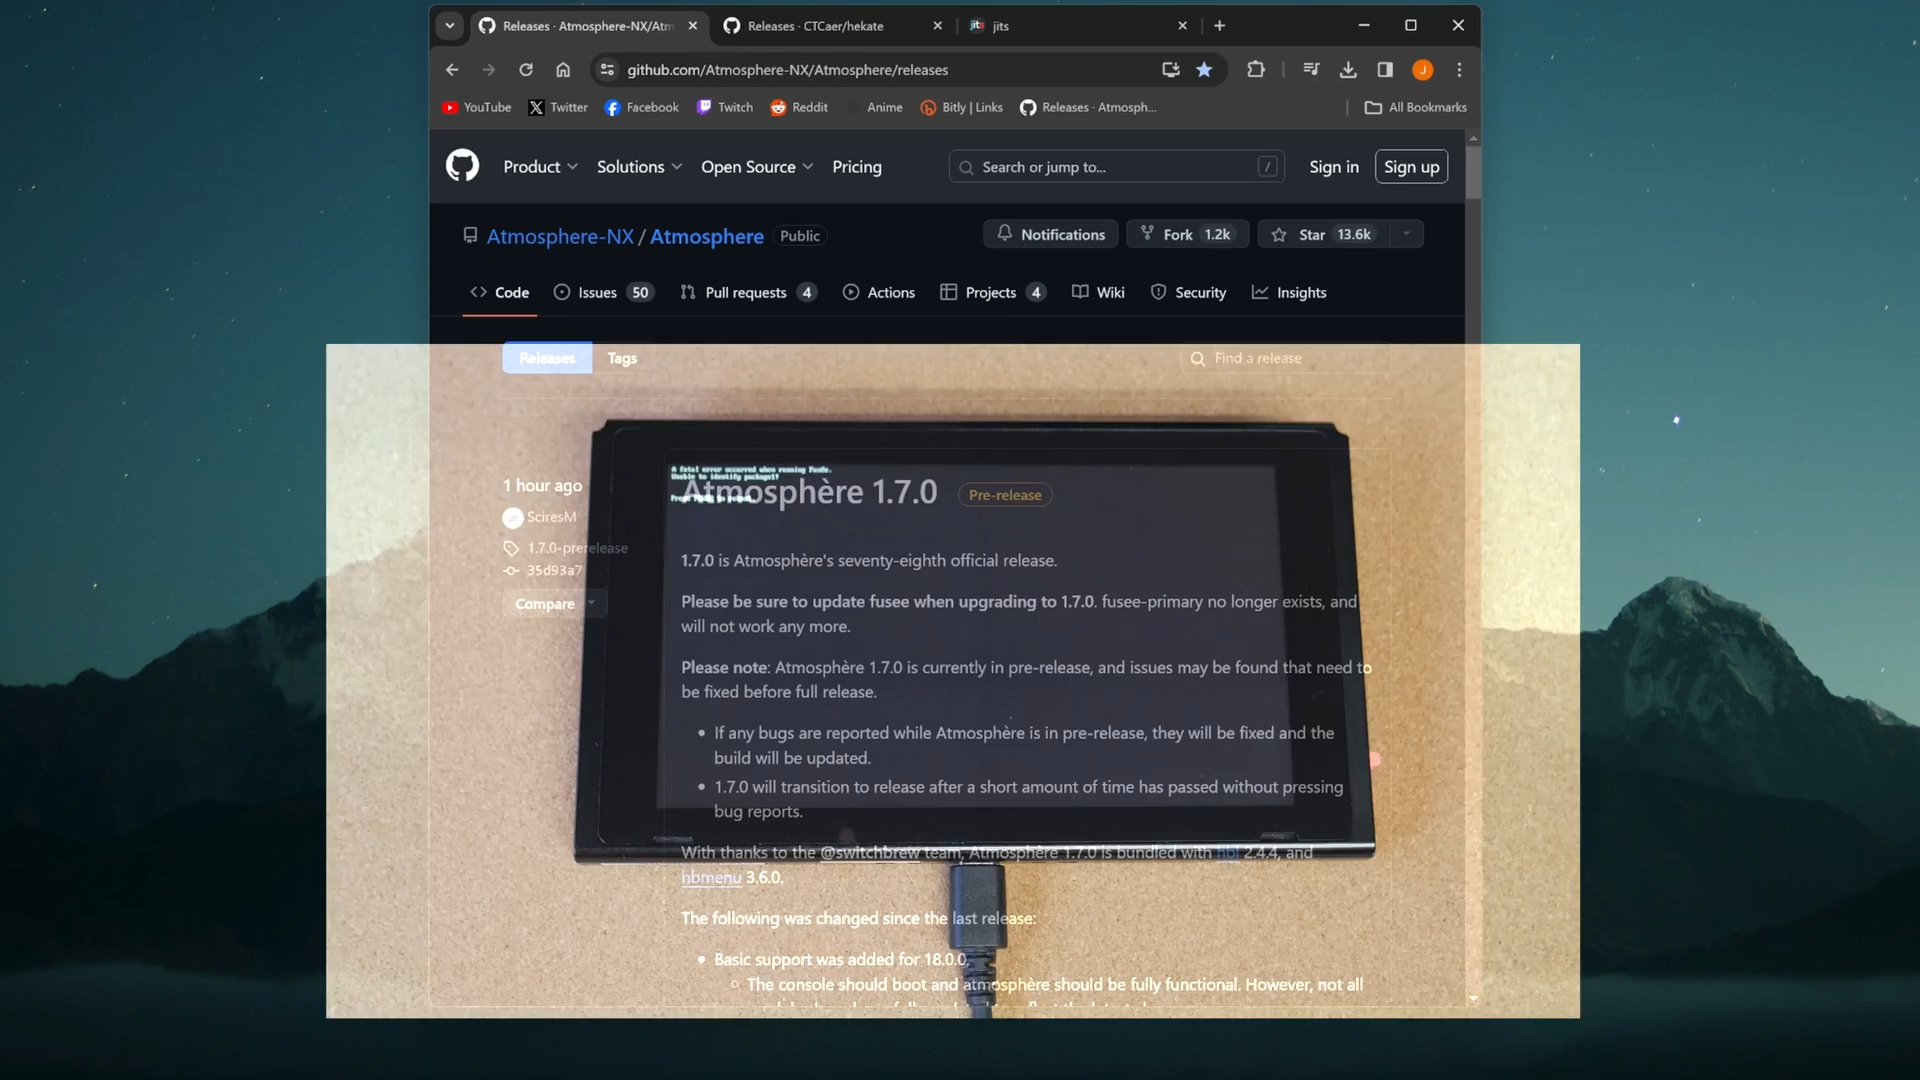 Releases · Atmosphere-NX/Atm
Releases · CTCaer/hekate
jits
jits
github.com/Atmosphere-NX/Atmosphere/releases
J
YouTube
Twitter
Facebook
Twitch
Reddit
Anime
Bitly | Links
Releases · Atmosph...
All Bookmarks
Product
Solutions
Open Source
Pricing
Search or jump to...
/
Sign in
Sign up
Atmosphere-NX / Atmosphere
Public
Notifications
Fork 1.2k
Star 13.6k
Code
Issues 50
Pull requests 4
Actions
Projects 4
Wiki
Security
Insights
Releases
Tags
Find a release
1 hour ago
SciresM
1.7.0-prerelease
35d93a7
Compare
A fatal error occurred when running Fusée.
Unable to identify package1!
Atmosphère 1.7.0
Pre-release
1.7.0 is Atmosphère's seventy-eighth official release.
Please be sure to update fusee when upgrading to 1.7.0. fusee-primary no longer exists, and
will not work any more.
Please note: Atmosphère 1.7.0 is currently in pre-release, and issues may be found that need to
be fixed before full release.
• If any bugs are reported while Atmosphère is in pre-release, they will be fixed and the
build will be updated.
• 1.7.0 will transition to release after a short amount of time has passed without pressing
bug reports.
With thanks to the @switchbrew team, Atmosphère 1.7.0 is bundled with hbl 2.4.4, and
hbmenu 3.6.0.
The following was changed since the last release:
• Basic support was added for 18.0.0.
◦ The console should boot and atmosphère should be fully functional. However, not all